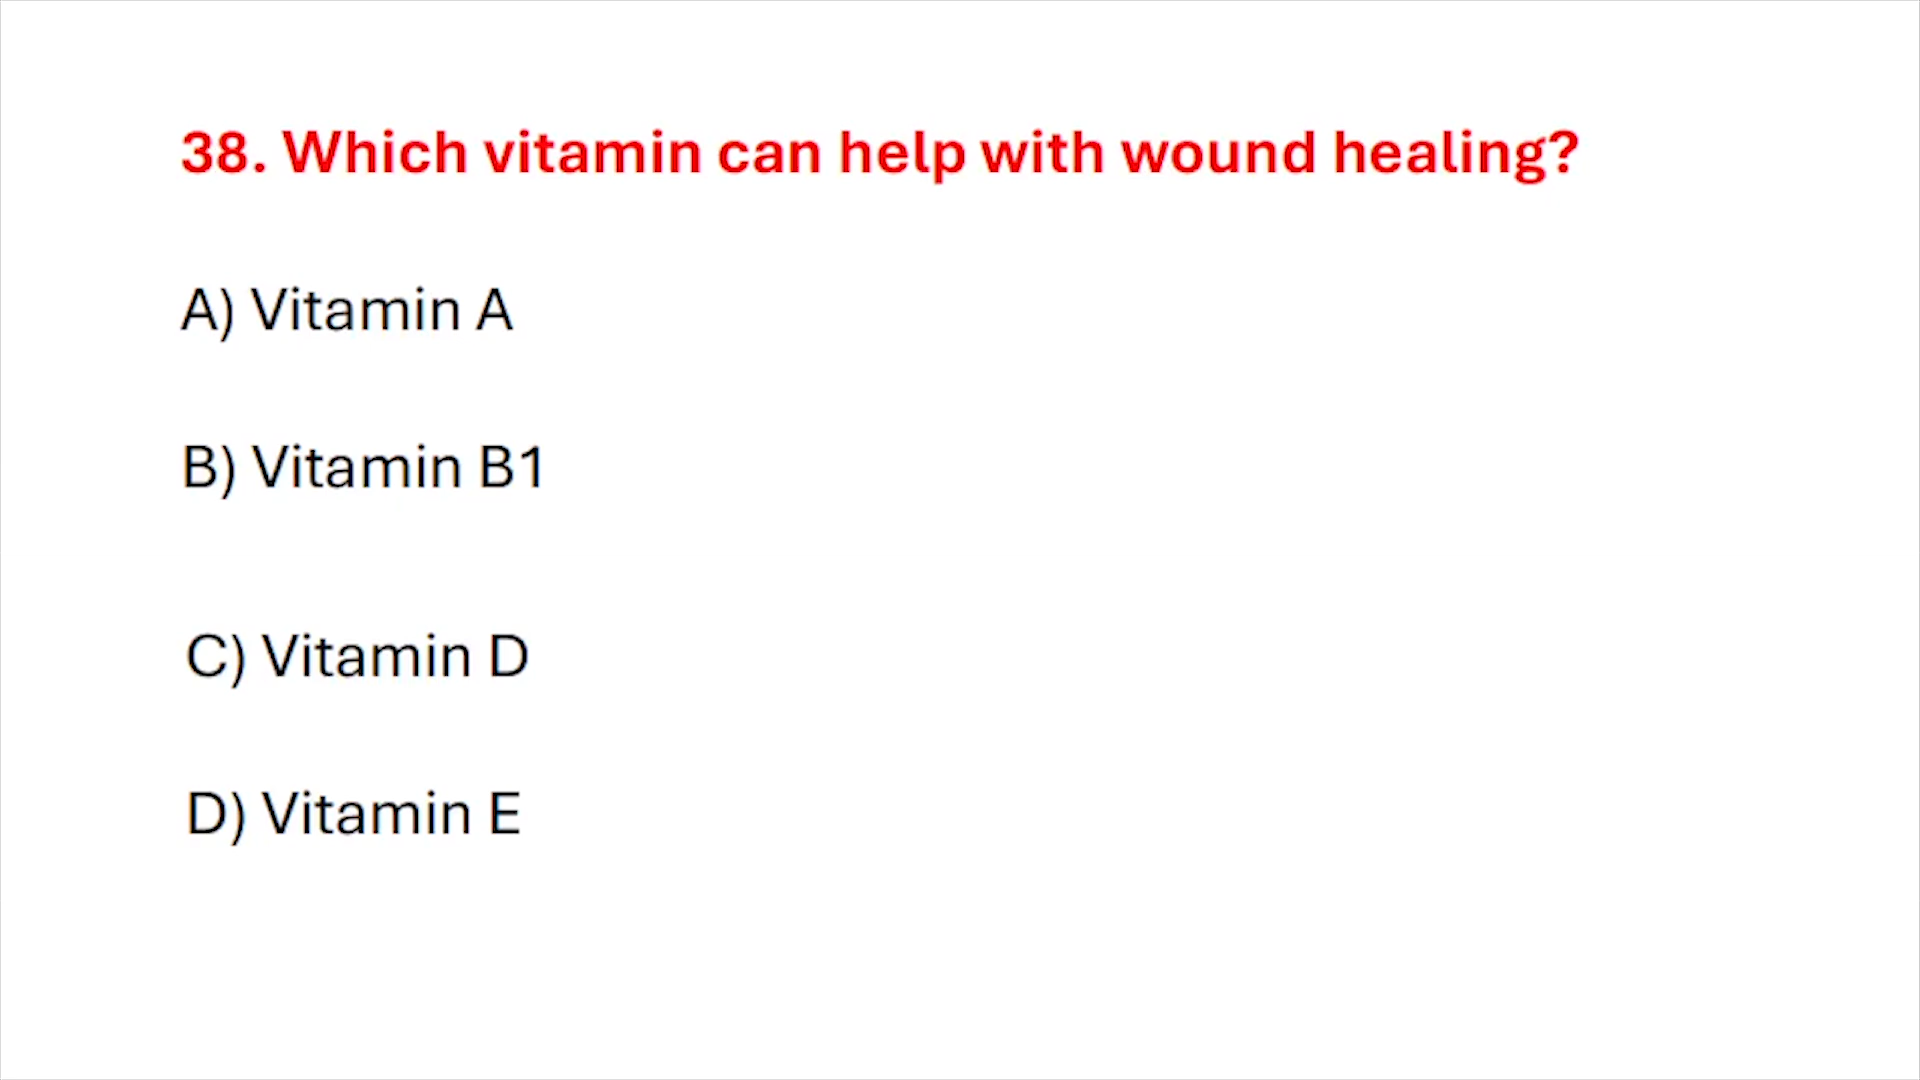 38. Which vitamin can help with wound healing?
A) Vitamin A
B) Vitamin B1
C) Vitamin D
D) Vitamin E